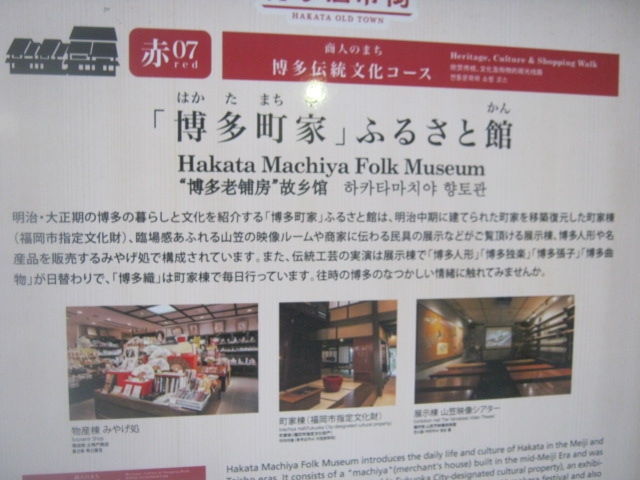 HAKATA OLD TOWN
赤07
red
商人のまち
博多伝統文化コース
Heritage, Culture & Shopping Walk
はかた まちや かん
「博多町家」ふるさと館
Hakata Machiya Folk Museum
“博多老铺房”故乡馆 하카타마치야 향토관
明治・大正期の博多の暮らしと文化を紹介する「博多町家」ふるさと館は、明治中期に建てられた町家を移築復元した町家棟
(福岡市指定文化財)、臨場感あふれる山笠の映像ルームや商家に伝わる民具の展示などがご覧頂ける展示棟、博多人形や名
産品を販売するみやげ処で構成されています。また、伝統工芸の実演は展示棟で「博多人形」「博多独楽」「博多張子」「博多曲
物」が日替わりで、「博多織」は町家棟で毎日行っています。往時の博多のなつかしい情緒に触れてみませんか。
物産棟 みやげ処
Souvenir Shop
町家棟(福岡市指定文化財)
展示棟 山笠映像シアター
Hakata Machiya Folk Museum introduces the daily life and culture of Hakata in the Meiji and
Taisho eras. It consists of a "machiya" (merchant's house) built in the mid-Meiji Era and was
Fukuoka City-designated cultural property), an exhibi-
festival and also